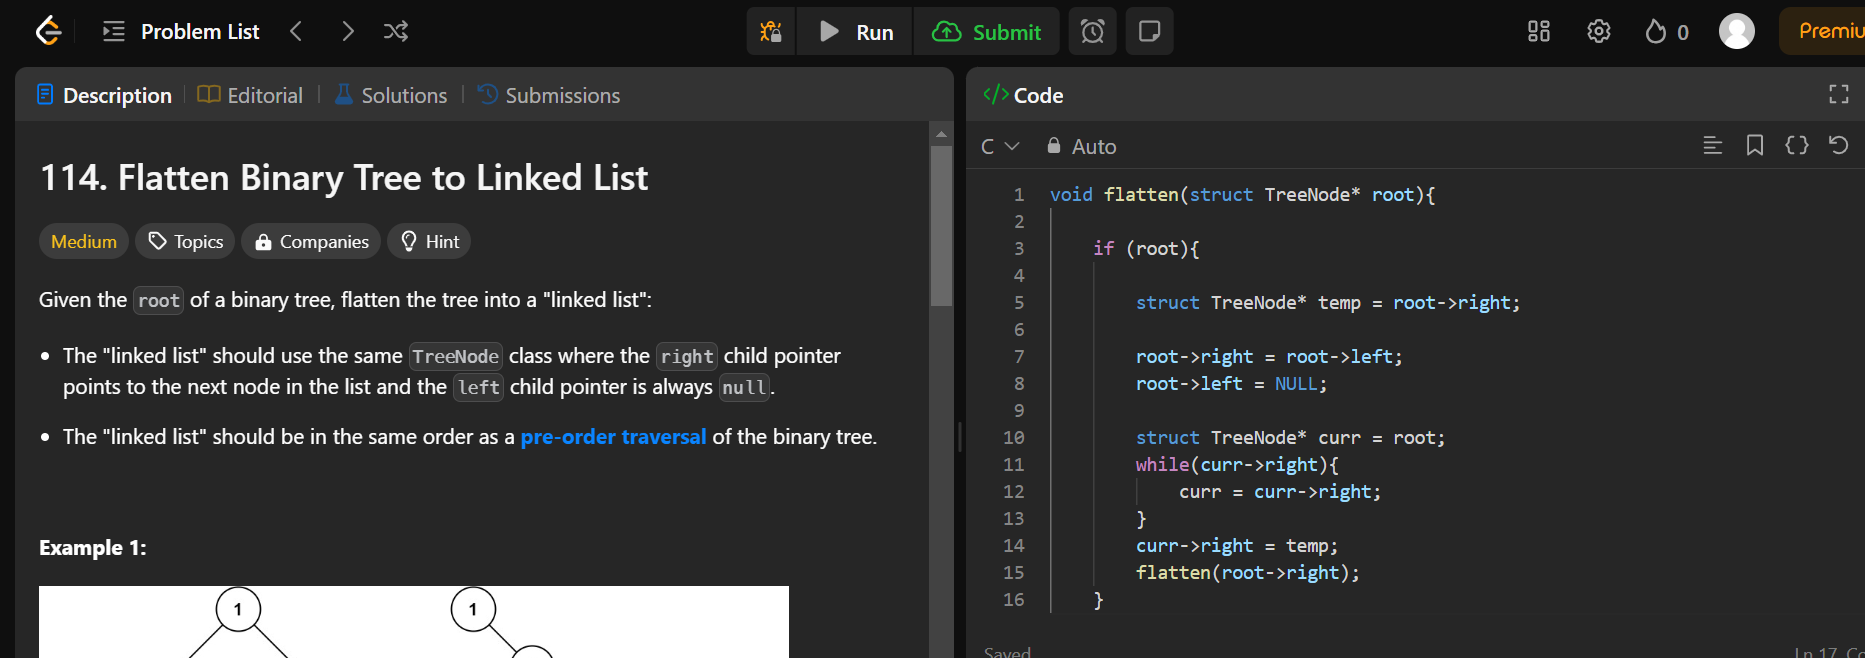 Problem List
Run
Submit
0
Premiu
Description
Editorial
Solutions
Submissions
114. Flatten Binary Tree to Linked List
Medium
Topics
Companies
Hint
Given the root of a binary tree, flatten the tree into a "linked list":
• The "linked list" should use the same TreeNode class where the right child pointer
points to the next node in the list and the left child pointer is always null.
• The "linked list" should be in the same order as a pre-order traversal of the binary tree.
Example 1:
1
1
</> Code
C
Auto
1 void flatten(struct TreeNode* root){
2
3 if (root){
4
5 struct TreeNode* temp = root->right;
6
7 root->right = root->left;
8 root->left = NULL;
9
10 struct TreeNode* curr = root;
11 while(curr->right){
12 curr = curr->right;
13 }
14 curr->right = temp;
15 flatten(root->right);
16 }
Saved
Ln 17, Co